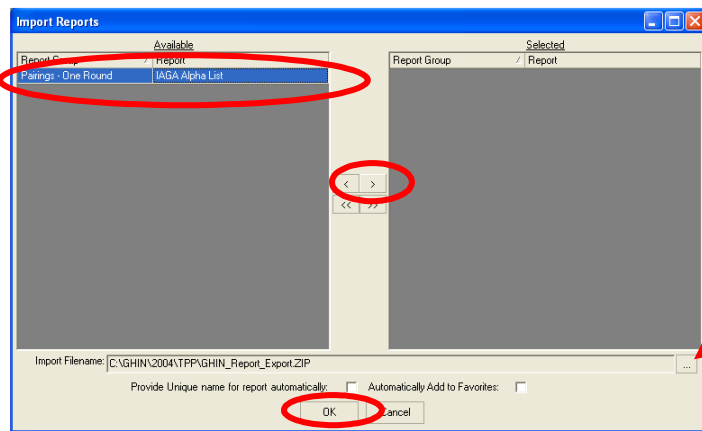 Import Reports
Available Selected
Report Group / Report Report Group / Report
Pairings - One Round IAGA Alpha List
< >
<< >>
Import Filename: C:\GHIN\2004\TPP\GHIN_Report_Export.ZIP ...
Provide Unique name for report automatically: Automatically Add to Favorites:
OK Cancel